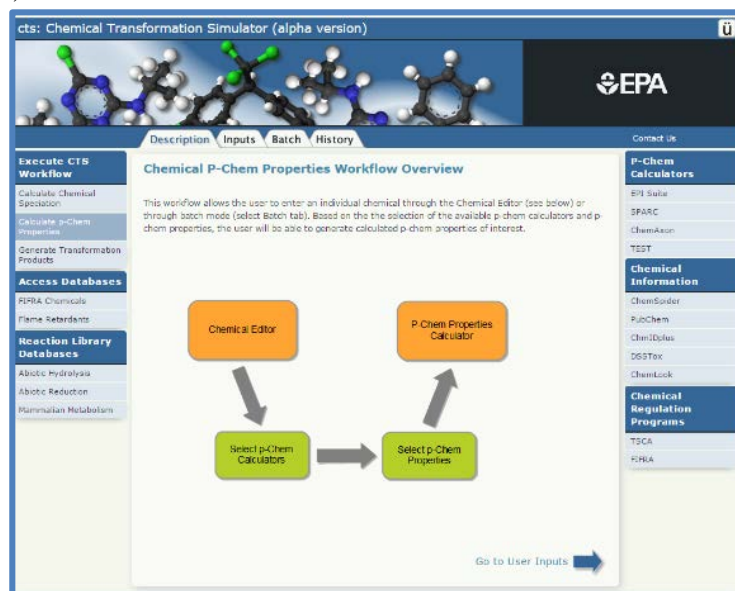 cts: Chemical Transformation Simulator (alpha version)
ü
EPA
Description
Inputs
Batch
History
Contact Us
Execute CTS
Workflow
Calculate Chemical
Speciation
Calculate p-Chem
Properties
Generate Transformation
Products
Access Databases
FIFRA Chemicals
Flame Retardants
Reaction Library
Databases
Abiotic Hydrolysis
Abiotic Reduction
Mammalian Metabolism
Chemical P-Chem Properties Workflow Overview
This workflow allows the user to enter an individual chemical through the Chemical Editor (see below) or
through batch mode (select Batch tab). Based on the the selection of the available p-chem calculators and p-
chem properties, the user will be able to generate calculated p-chem properties of interest.
Chemical Editor
P-Chem Properties
Calculator
Select p-Chem
Calculators
Select p-Chem
Properties
Go to User Inputs
P-Chem
Calculators
EPI Suite
SPARC
ChemAxon
TEST
Chemical
Information
ChemSpider
PubChem
ChmIDplus
DSSTox
ChemLook
Chemical
Regulation
Programs
TSCA
FIFRA